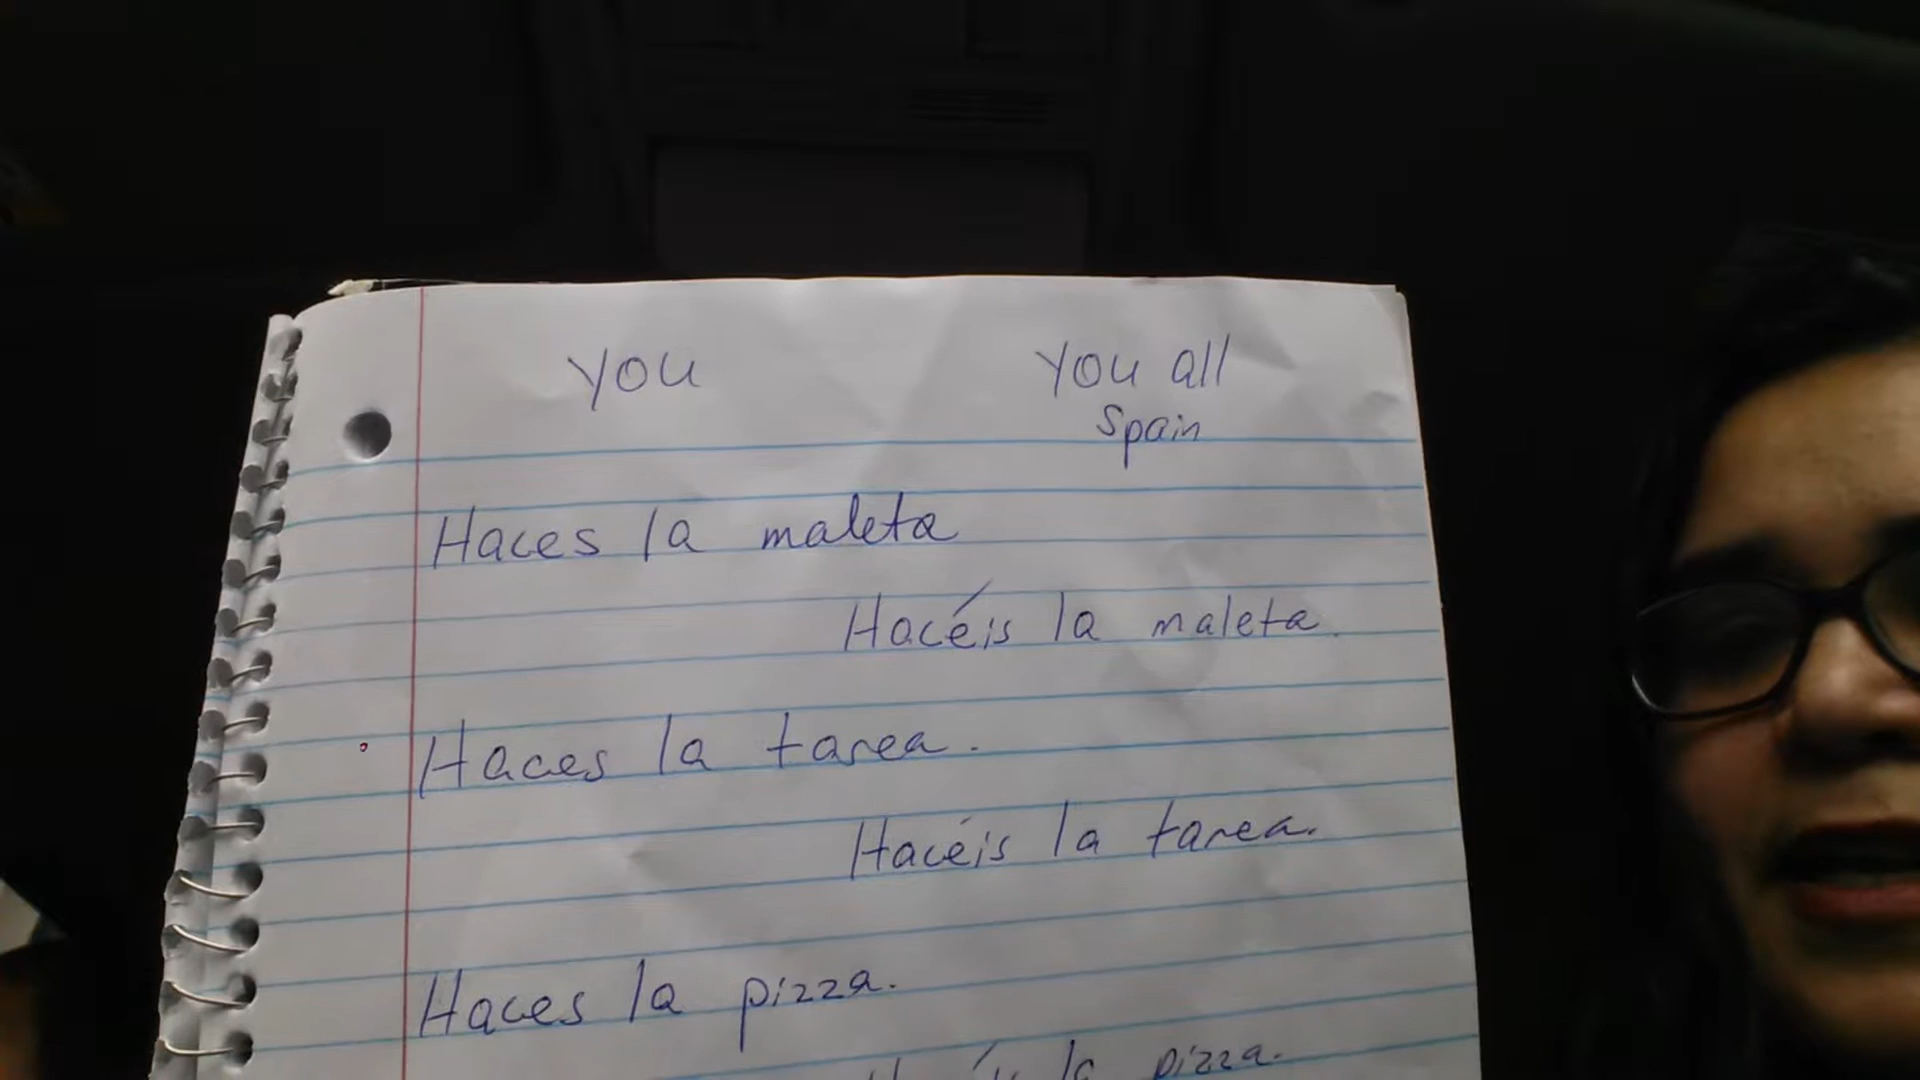 you you all
Spain
Haces la maleta
Hacéis la maleta.
Haces la tarea.
Hacéis la tarea.
Haces la pizza.
la pizza.